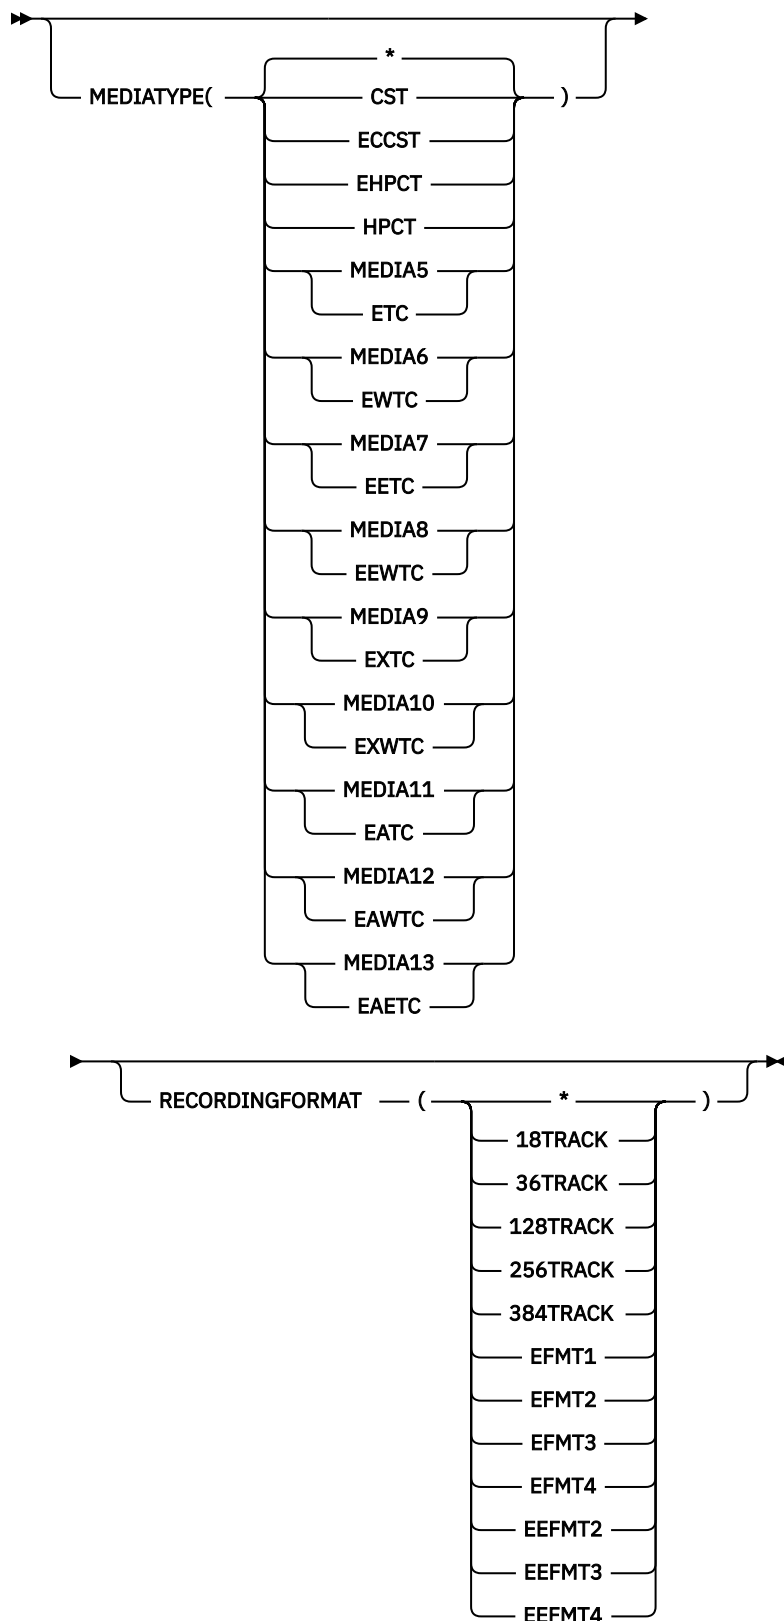 *
MEDIATYPE( CST )
ECCST
EHPCT
HPCT
MEDIA5
ETC
MEDIA6
EWTC
MEDIA7
EETC
MEDIA8
EEWTC
MEDIA9
EXTC
MEDIA10
EXWTC
MEDIA11
EATC
MEDIA12
EAWTC
MEDIA13
EAETC
RECORDINGFORMAT ( * )
18TRACK
36TRACK
128TRACK
256TRACK
384TRACK
EFMT1
EFMT2
EFMT3
EFMT4
EEFMT2
EEFMT3
EEFMT4